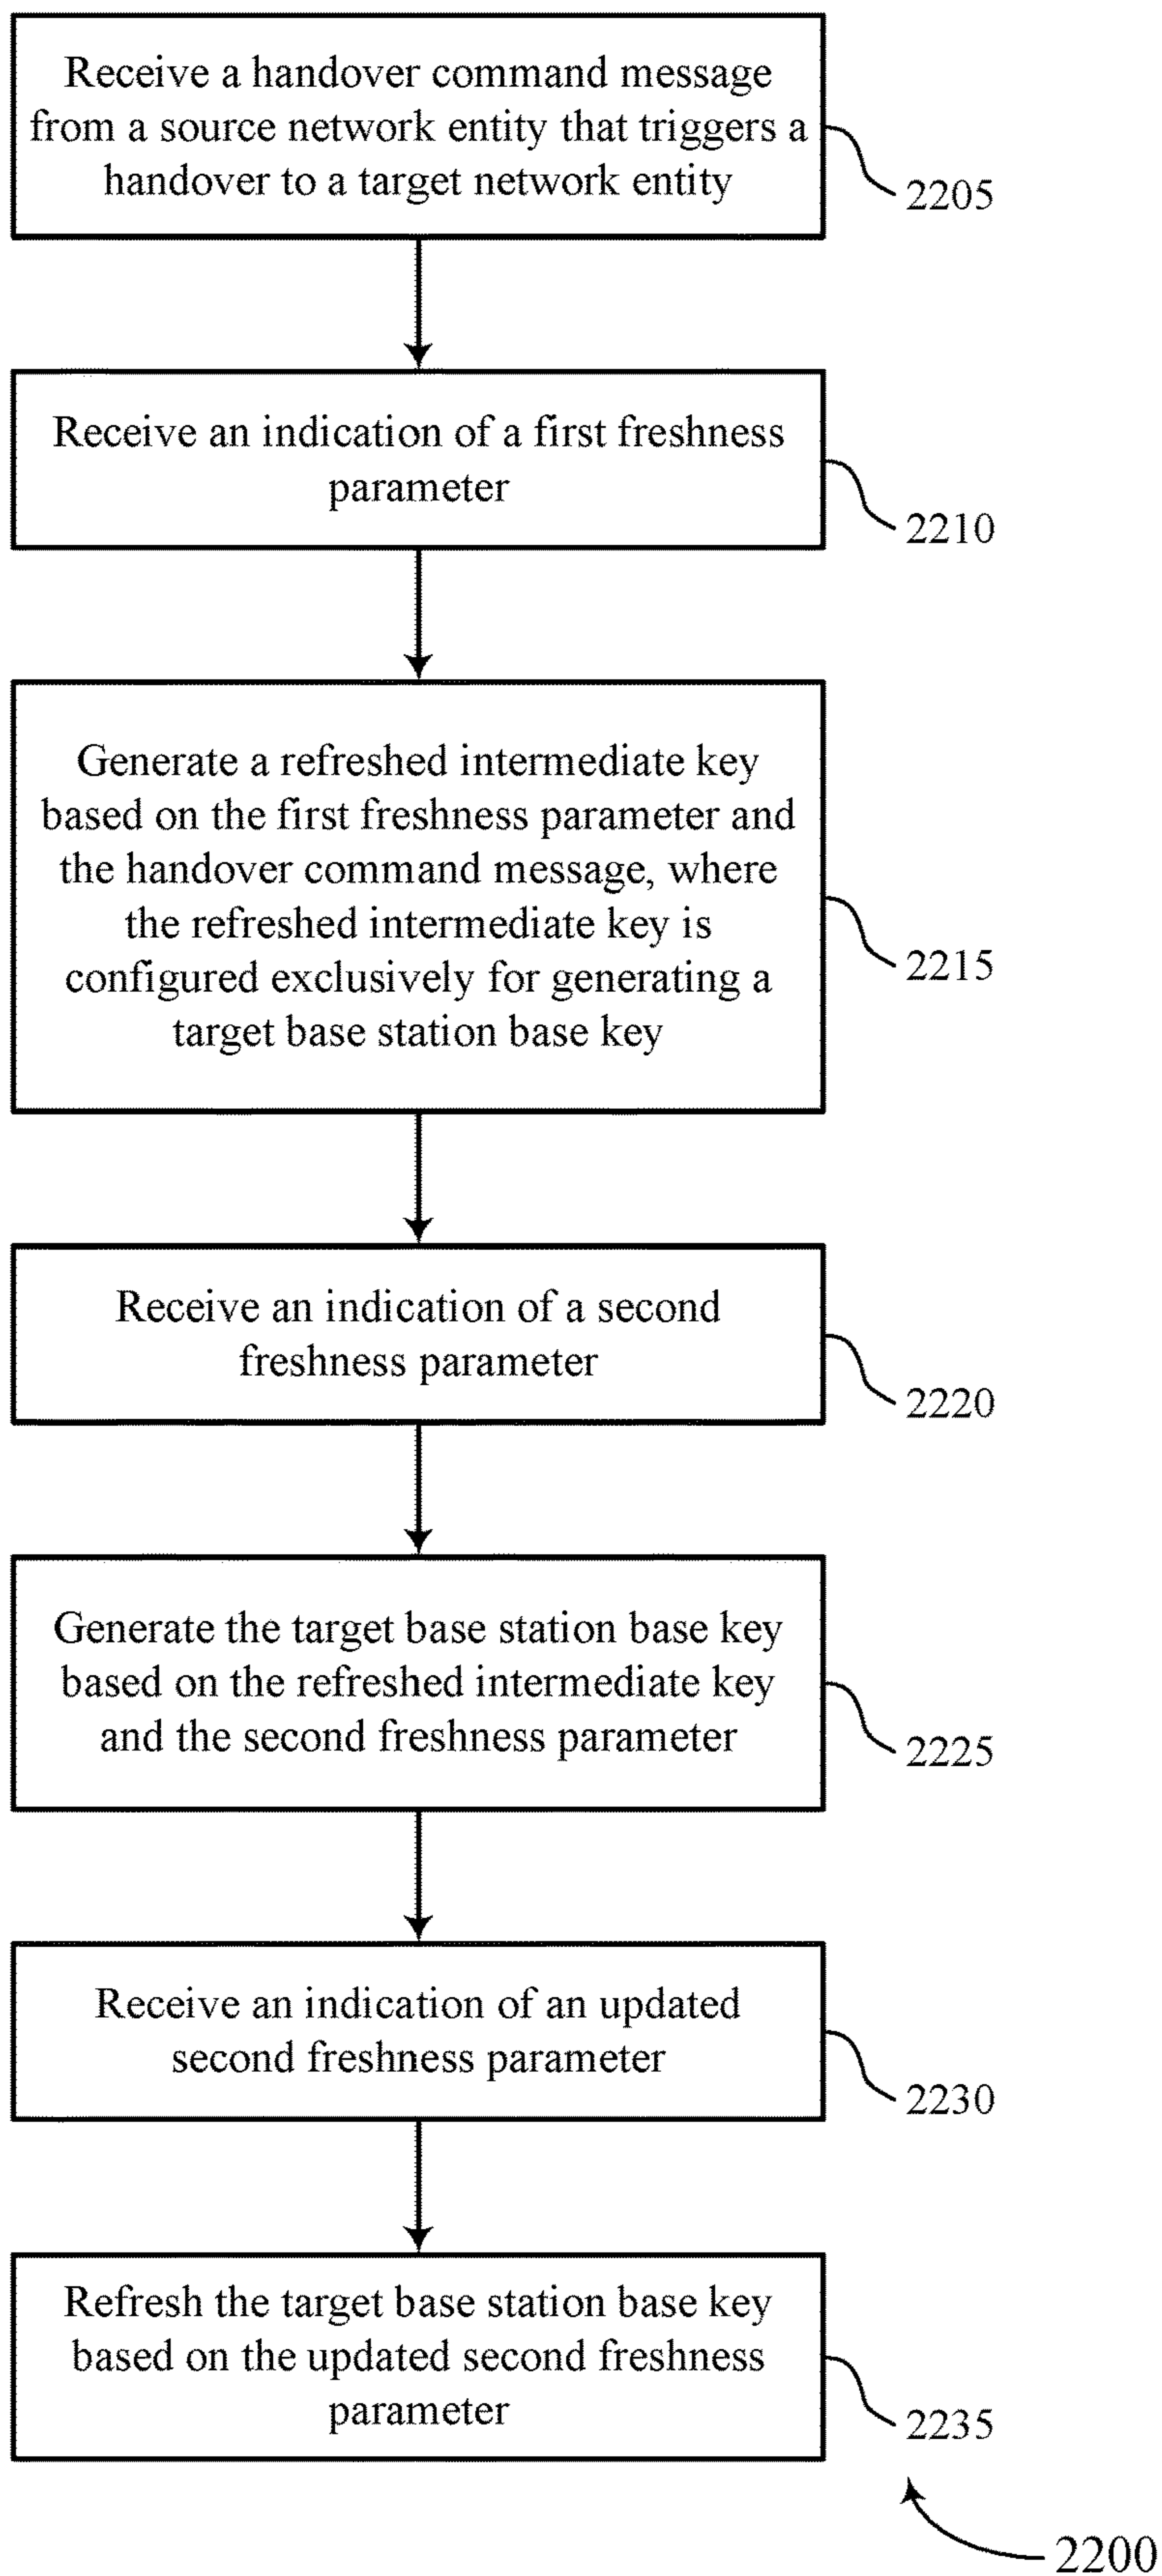 Receive a handover command message
from a source network entity that triggers a
handover to a target network entity
2205
Receive an indication of a first freshness
parameter
2210
Generate a refreshed intermediate key
based on the first freshness parameter and
the handover command message, where
the refreshed intermediate key is
configured exclusively for generating a
target base station base key
2215
Receive an indication of a second
freshness parameter
2220
Generate the target base station base key
based on the refreshed intermediate key
and the second freshness parameter
2225
Receive an indication of an updated
second freshness parameter
2230
Refresh the target base station base key
based on the updated second freshness
parameter
2235
2200